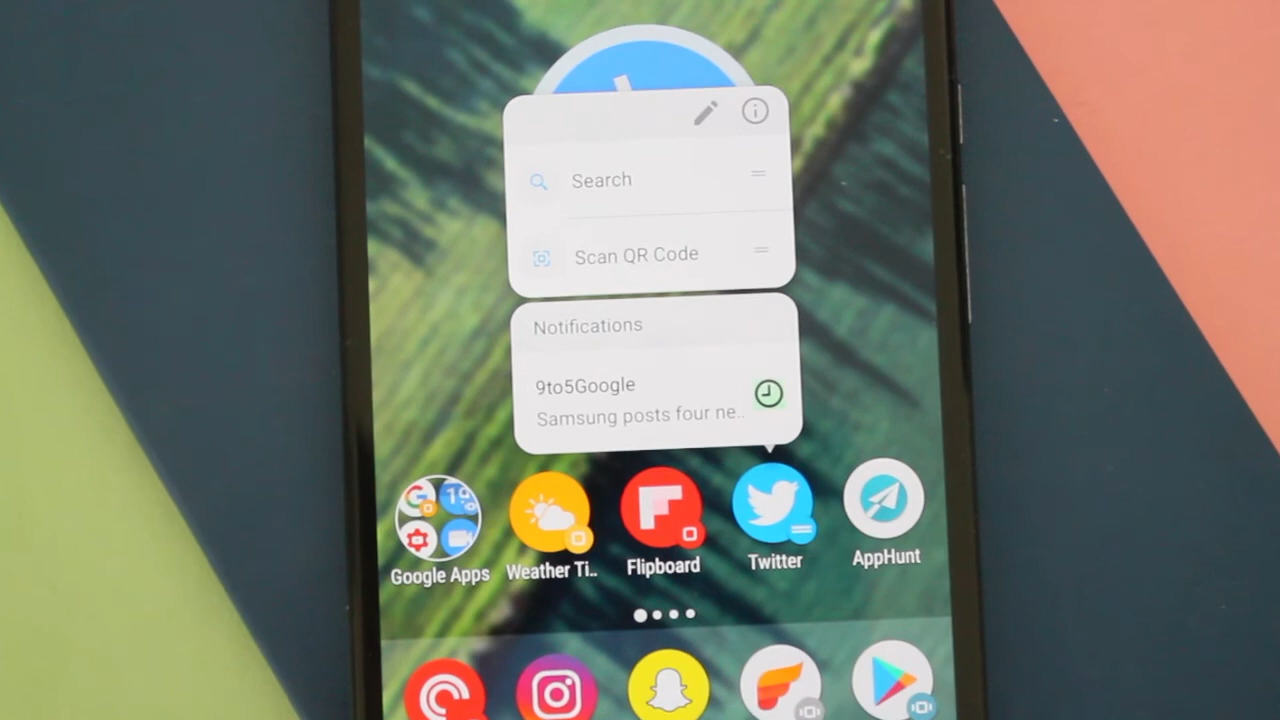 Search
Scan QR Code
Notifications
9to5Google
Samsung posts four ne..
Google Apps
Weather Ti..
Flipboard
Twitter
AppHunt